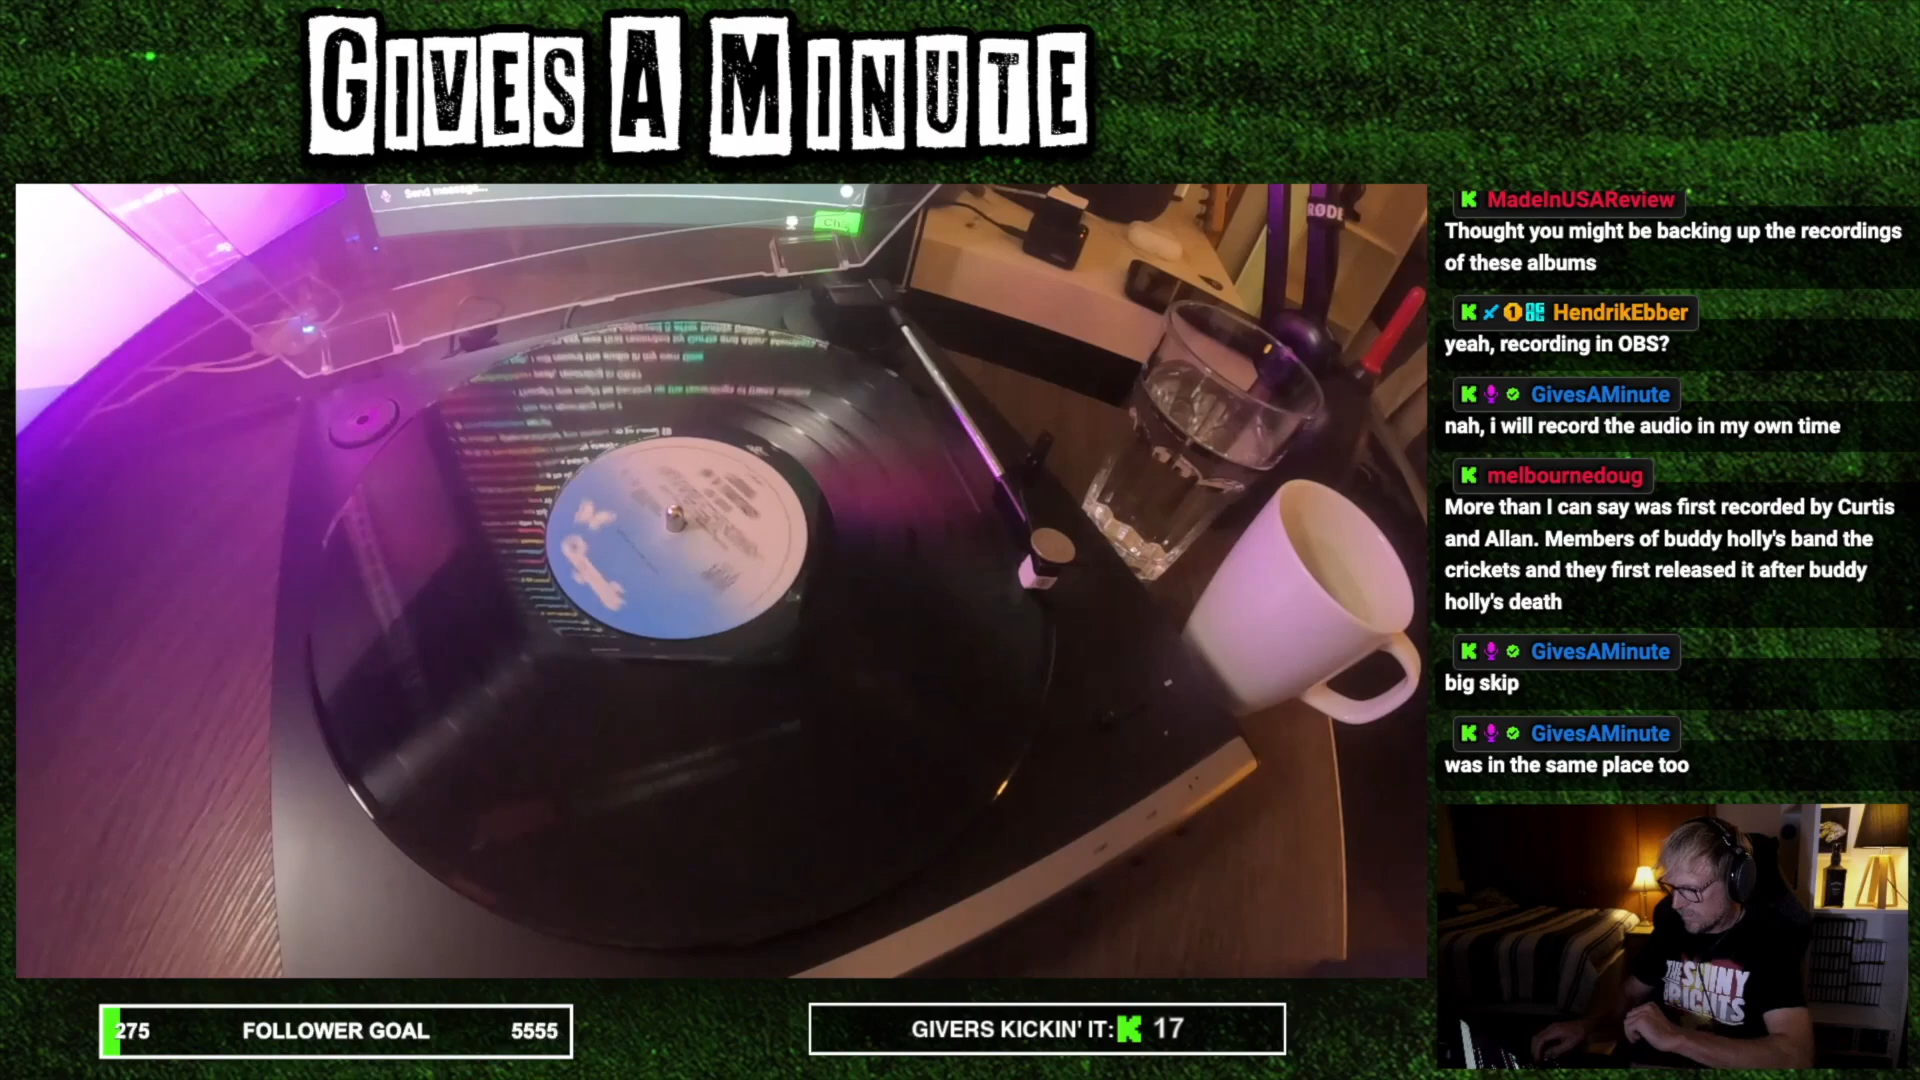 GIVES A MINUTE
Send message...
RØDE
MadeInUSAReview
Thought you might be backing up the recordings
of these albums
HendrikEbber
yeah, recording in OBS?
GivesAMinute
nah, i will record the audio in my own time
melbournedoug
More than I can say was first recorded by Curtis
and Allan. Members of buddy holly's band the
crickets and they first released it after buddy
holly's death
GivesAMinute
big skip
GivesAMinute
was in the same place too
THE
275 FOLLOWER GOAL 5555
GIVERS KICKIN' IT: 17